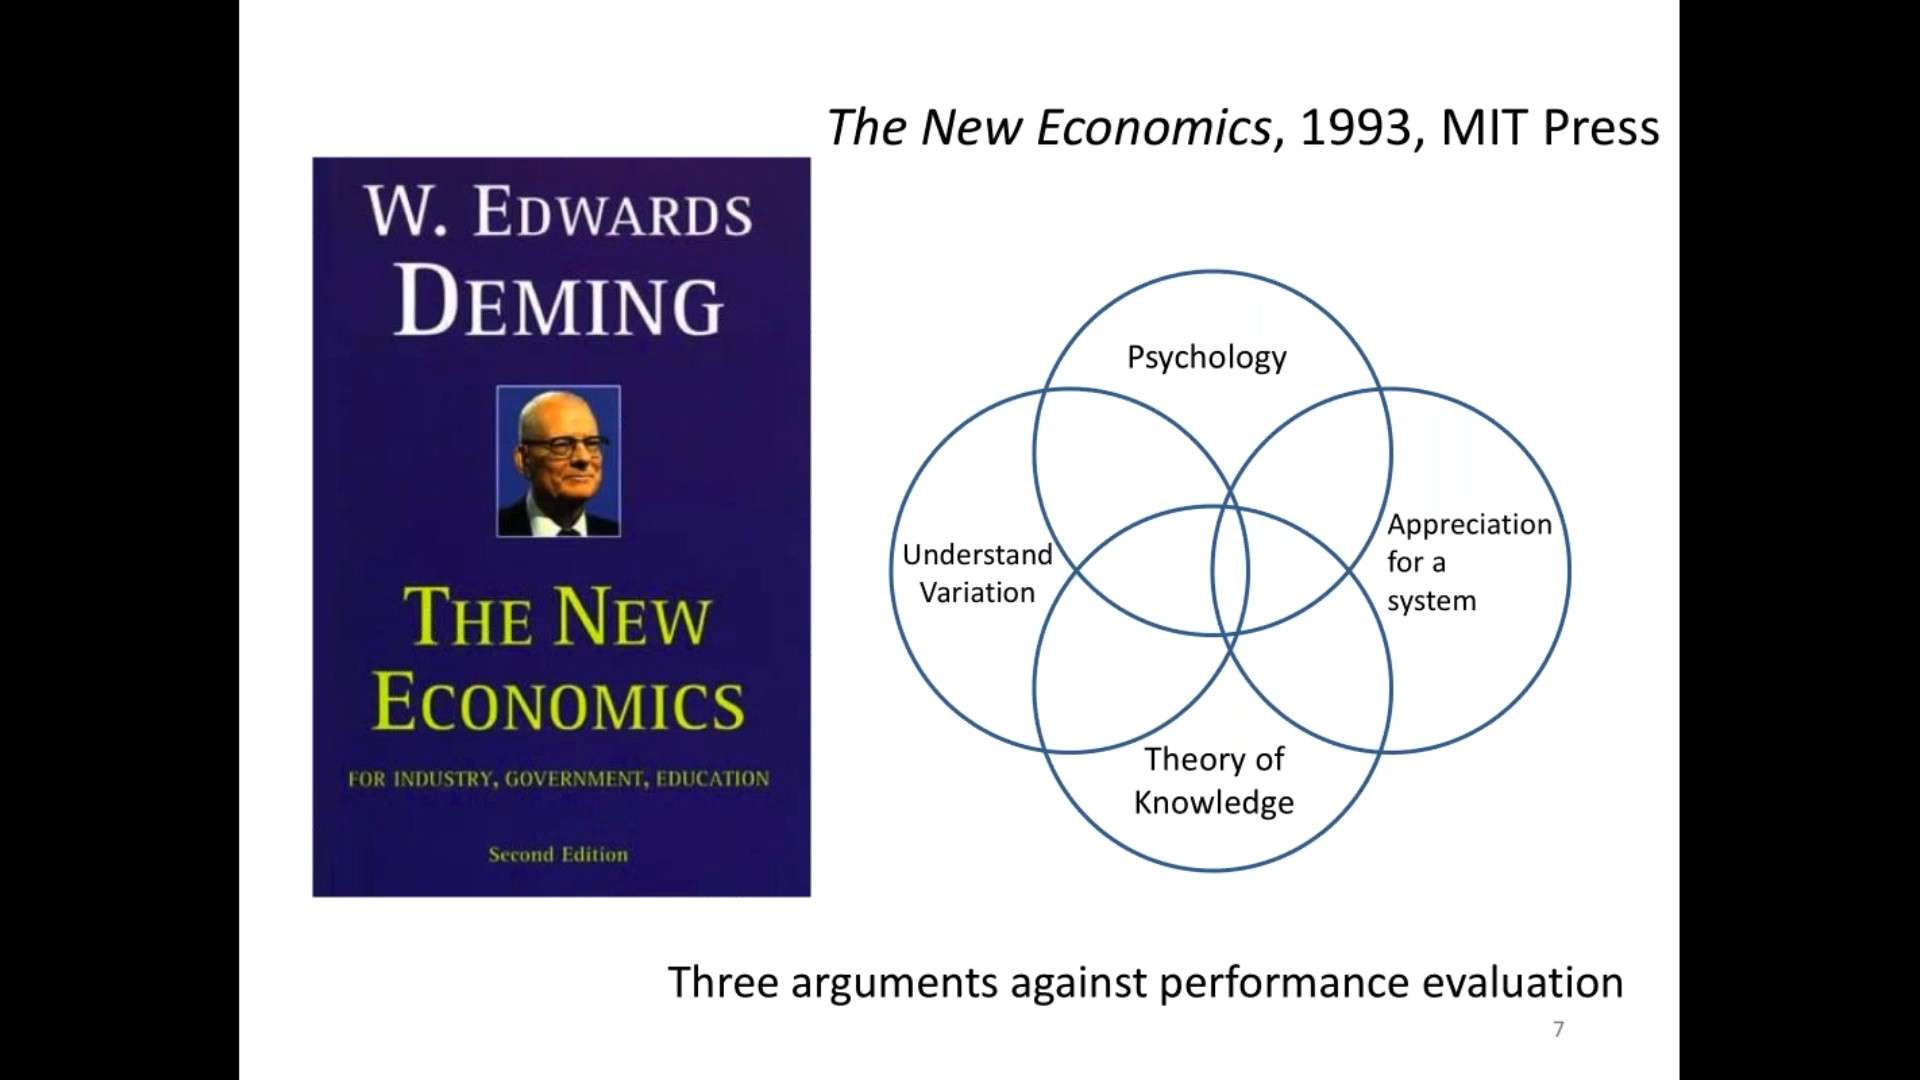 The New Economics, 1993, MIT Press
W. EDWARDS
DEMING
THE NEW
ECONOMICS
FOR INDUSTRY, GOVERNMENT, EDUCATION
Second Edition
Psychology
Understand
Variation
Appreciation
for a
system
Theory of
Knowledge
Three arguments against performance evaluation
7